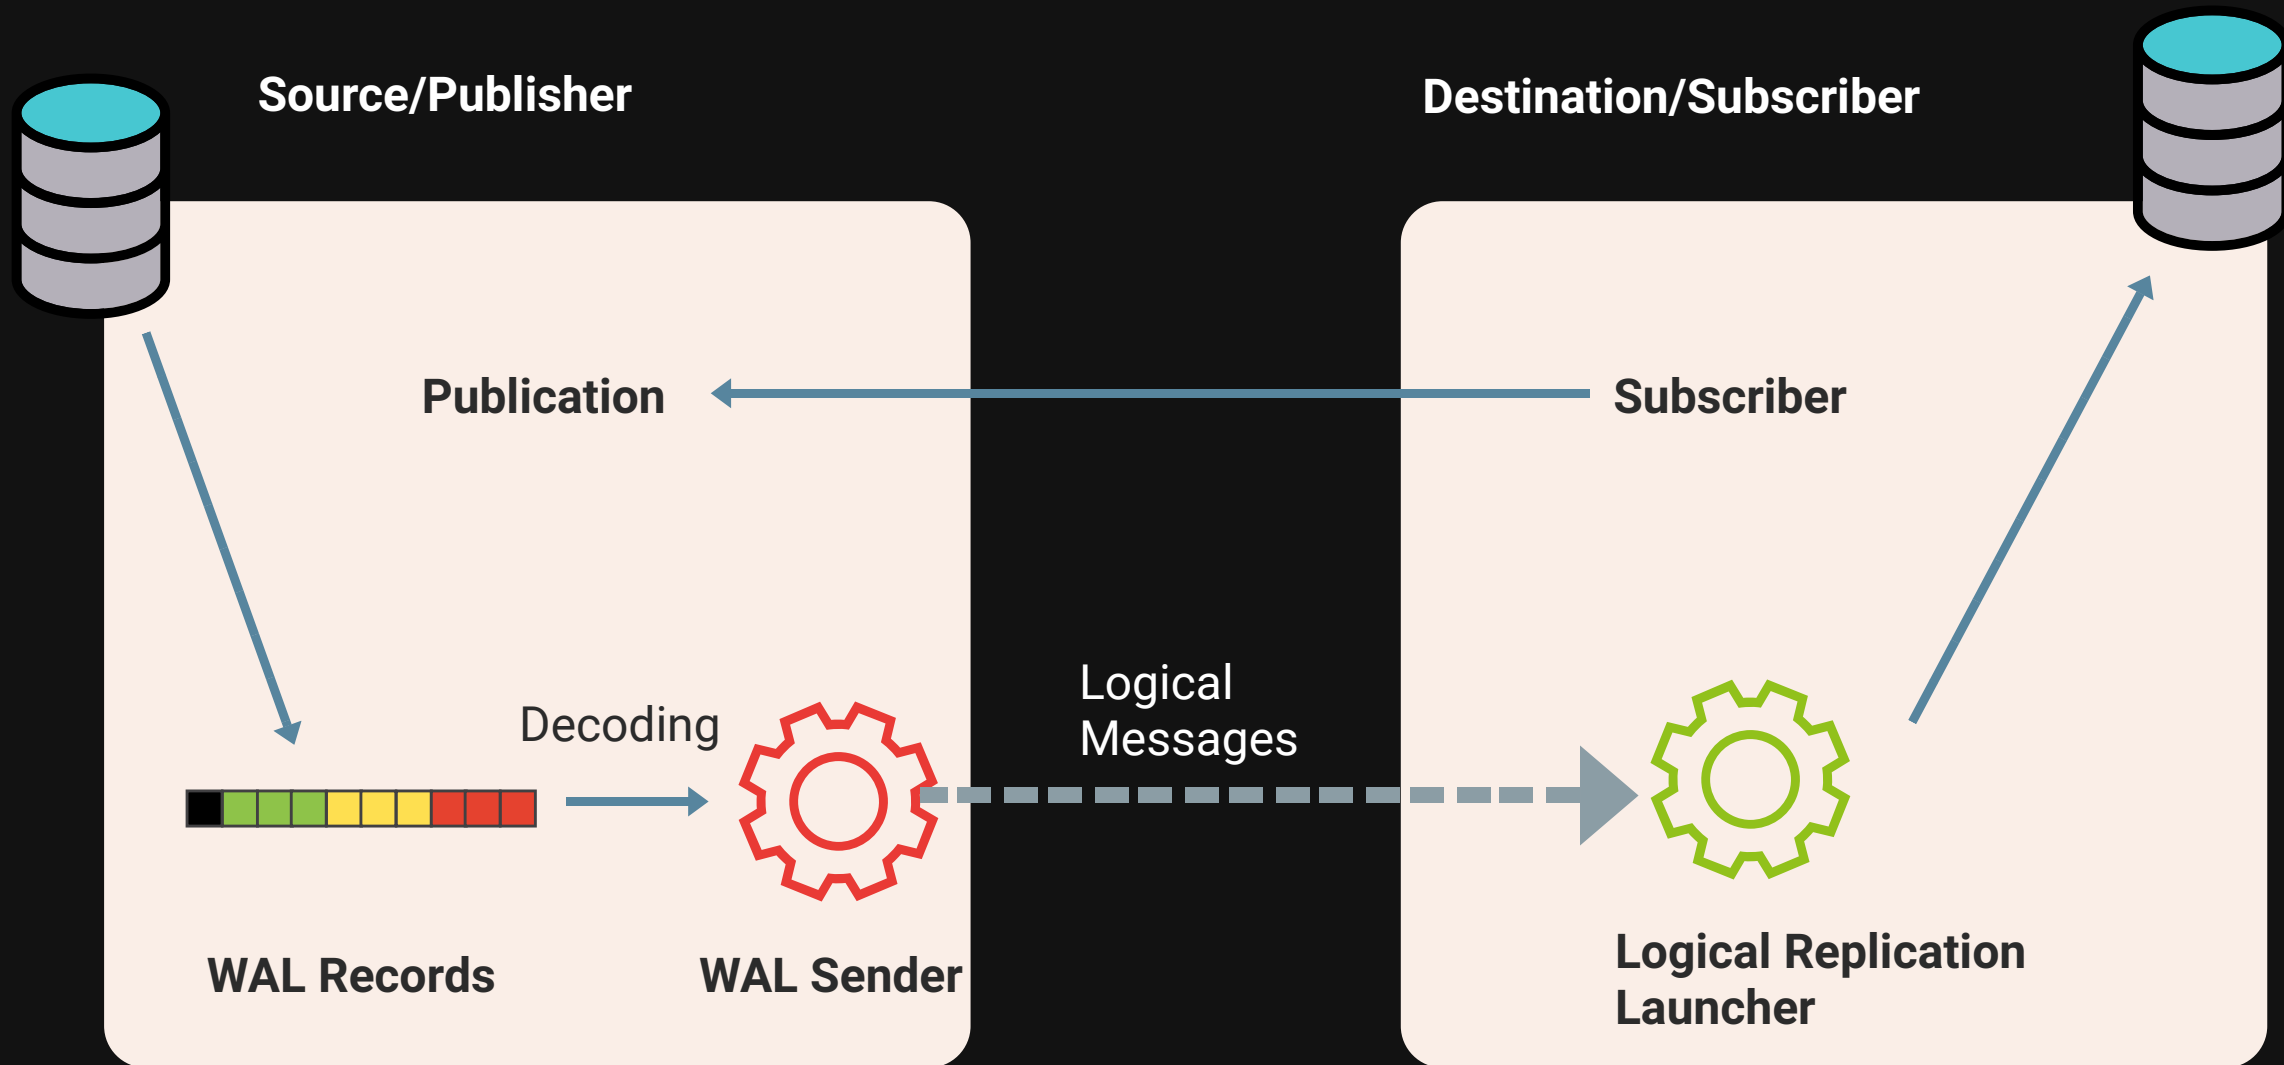 Source/Publisher
Destination/Subscriber
Publication
Subscriber
Decoding
Logical
Messages
WAL Records
WAL Sender
Logical Replication
Launcher